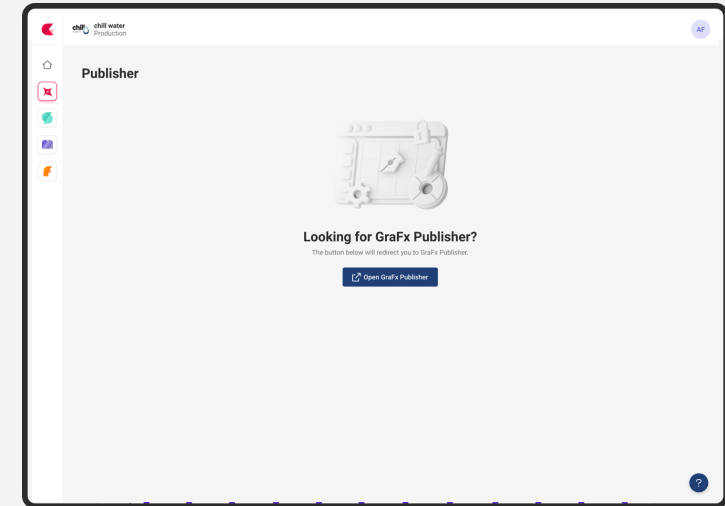 chill
chill water
Production
AF
Publisher
Looking for GraFx Publisher?
The button below will redirect you to GraFx Publisher.
Open GraFx Publisher
?